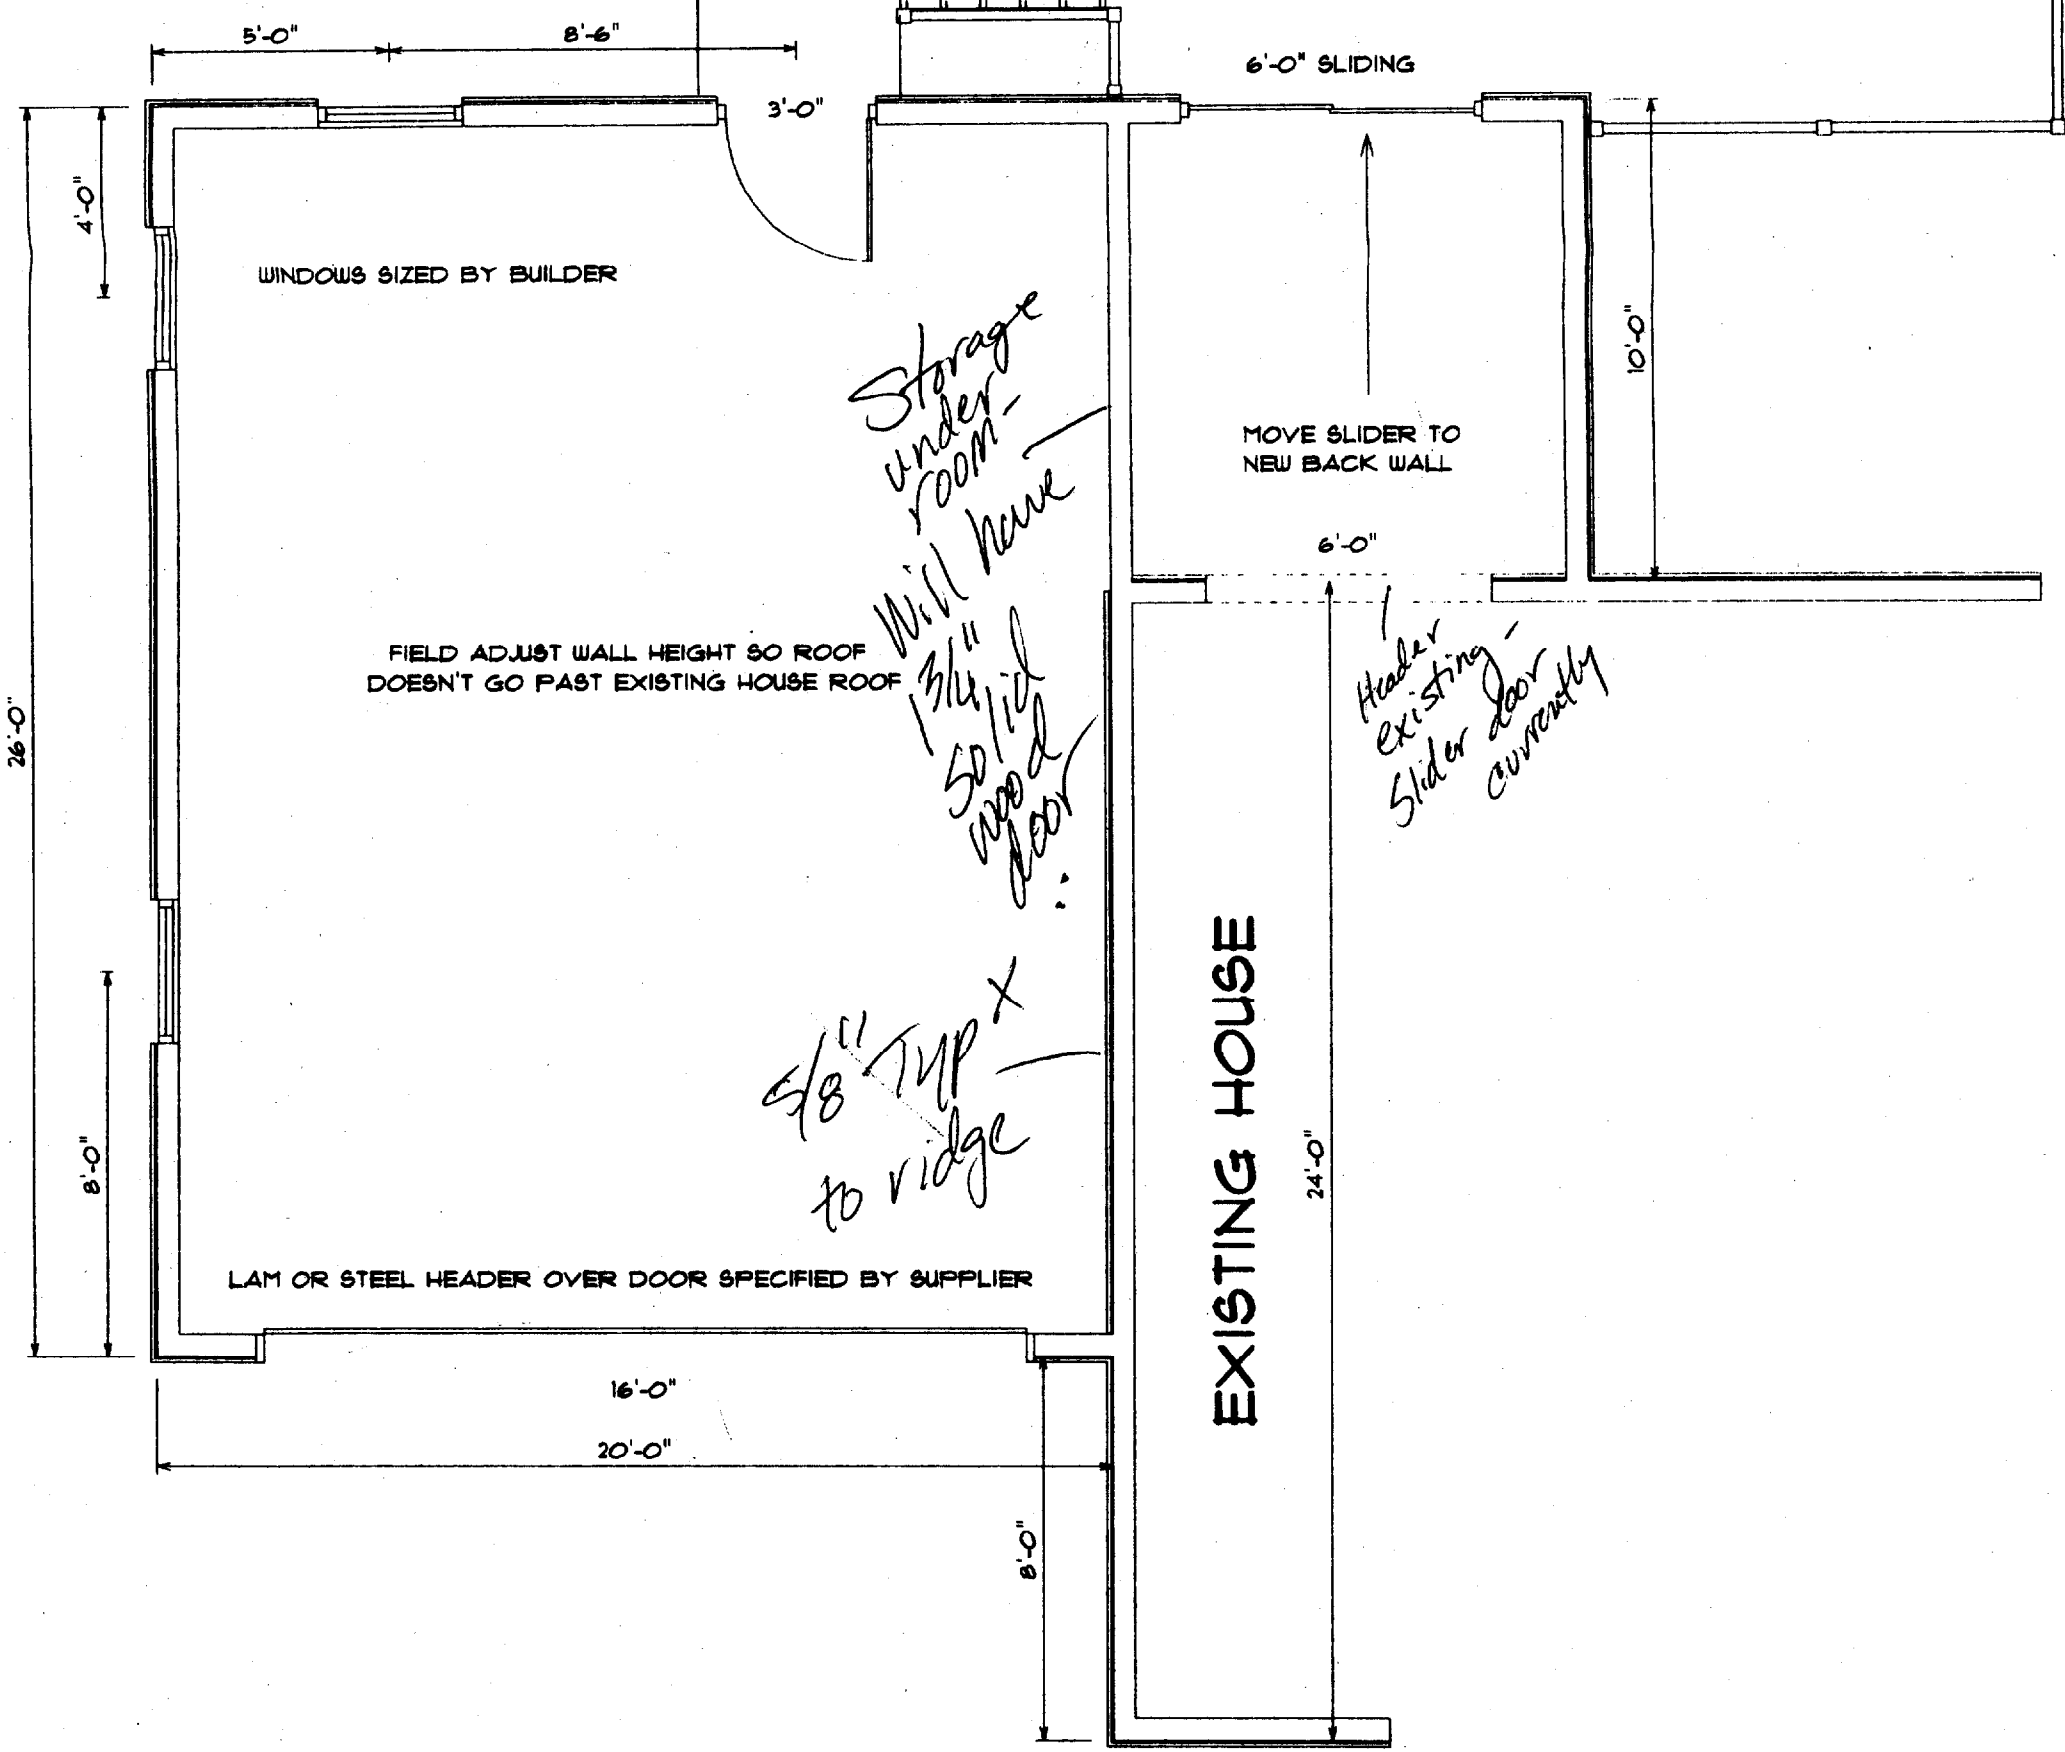 5'-0"
8'-6"
6'-0" SLIDING
3'-0"
4'-0"
WINDOWS SIZED BY BUILDER
10'-0"
Storage
under
room -
Will have
1 3/4"
solid
wood
door
MOVE SLIDER TO
NEW BACK WALL
6'-0"
Header
existing -
Slider door
currently
FIELD ADJUST WALL HEIGHT SO ROOF
DOESN'T GO PAST EXISTING HOUSE ROOF
26'-0"
5/8" Typ X
to ridge
EXISTING HOUSE
24'-0"
8'-0"
LAM OR STEEL HEADER OVER DOOR SPECIFIED BY SUPPLIER
16'-0"
20'-0"
8'-0"